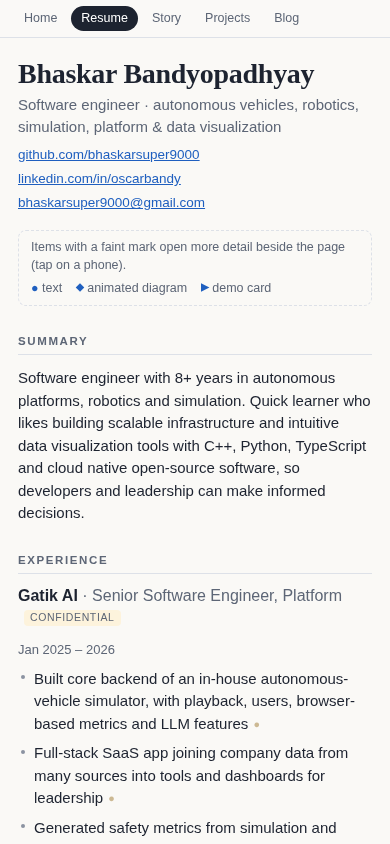 Home Resume Story Projects Blog
Bhaskar Bandyopadhyay
Software engineer · autonomous vehicles, robotics,
simulation, platform & data visualization
github.com/bhaskarsuper9000
linkedin.com/in/oscarbandy
bhaskarsuper9000@gmail.com
Items with a faint mark open more detail beside the page
(tap on a phone).
● text ◆ animated diagram ▶ demo card
SUMMARY
Software engineer with 8+ years in autonomous
platforms, robotics and simulation. Quick learner who
likes building scalable infrastructure and intuitive
data visualization tools with C++, Python, TypeScript
and cloud native open-source software, so
developers and leadership can make informed
decisions.
EXPERIENCE
Gatik AI · Senior Software Engineer, Platform
CONFIDENTIAL
Jan 2025 – 2026
• Built core backend of an in-house autonomous-
vehicle simulator, with playback, users, browser-
based metrics and LLM features ●
• Full-stack SaaS app joining company data from
many sources into tools and dashboards for
leadership ●
• Generated safety metrics from simulation and